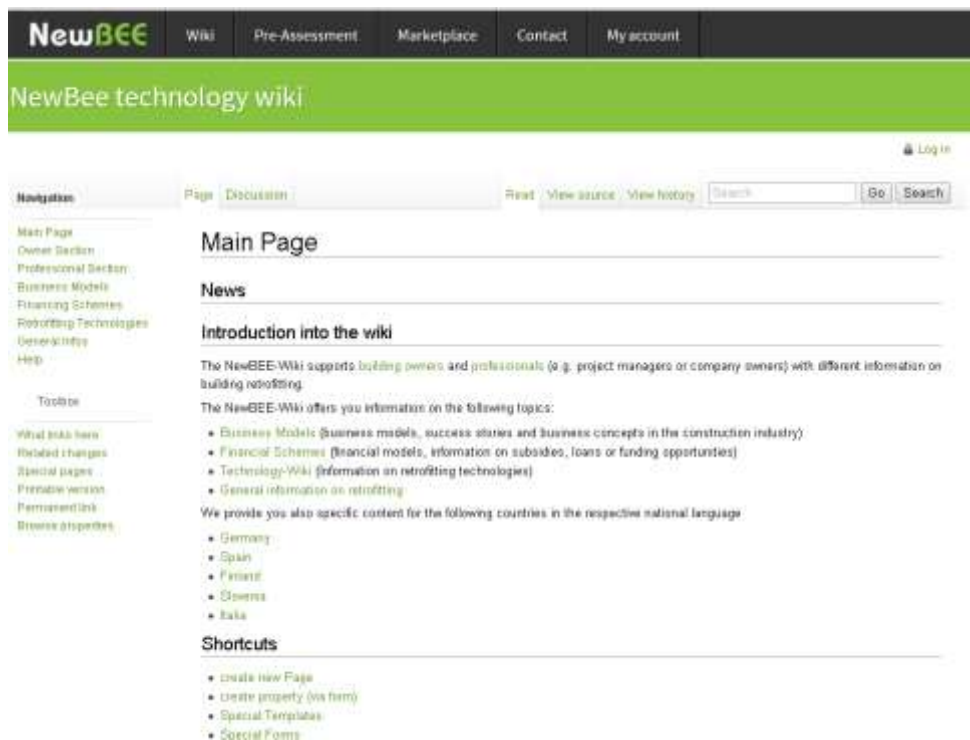 NewBEE Wiki Pre-Assessment Marketplace Contact My account
NewBee technology wiki
Log in
Navigation
Main Page
Owner Section
Professional Section
Business Models
Financing Schemes
Retrofitting Technologies
General Infos
Help
Toolbox
What links here
Related changes
Special pages
Printable version
Permanent link
Browse properties
Page Discussion Read View source View history Search Go Search
Main Page
News
Introduction into the wiki
The NewBEE-Wiki supports building owners and professionals (e.g. project managers or company owners) with different information on
building retrofitting.
The NewBEE-Wiki offers you information on the following topics:
• Business Models (business models, success stories and business concepts in the construction industry)
• Financial Schemes (financial models, information on subsidies, loans or funding opportunities)
• Technology-Wiki (Information on retrofitting technologies)
• General information on retrofitting
We provide you also specific content for the following countries in the respective national language
• Germany
• Spain
• Finland
• Slovenia
• Italia
Shortcuts
• create new Page
• create property (via form)
• Special Templates
• Special Forms